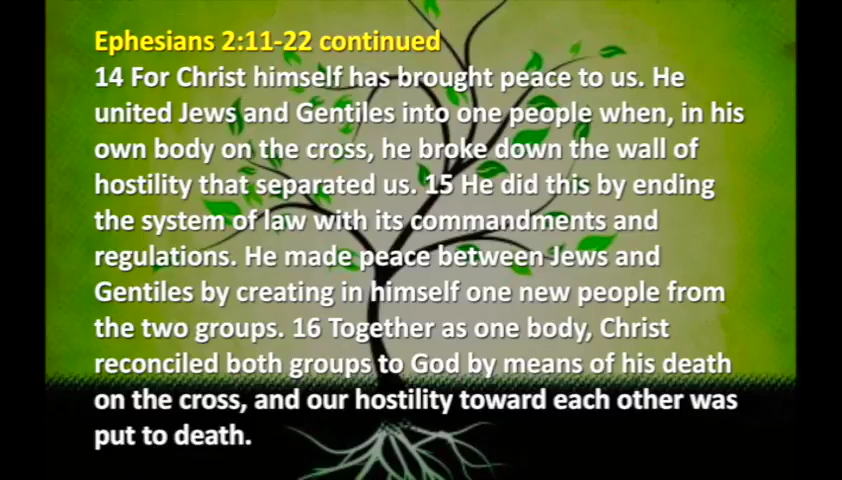 Ephesians 2:11-22 continued
14 For Christ himself has brought peace to us. He
united Jews and Gentiles into one people when, in his
own body on the cross, he broke down the wall of
hostility that separated us. 15 He did this by ending
the system of law with its commandments and
regulations. He made peace between Jews and
Gentiles by creating in himself one new people from
the two groups. 16 Together as one body, Christ
reconciled both groups to God by means of his death
on the cross, and our hostility toward each other was
put to death.